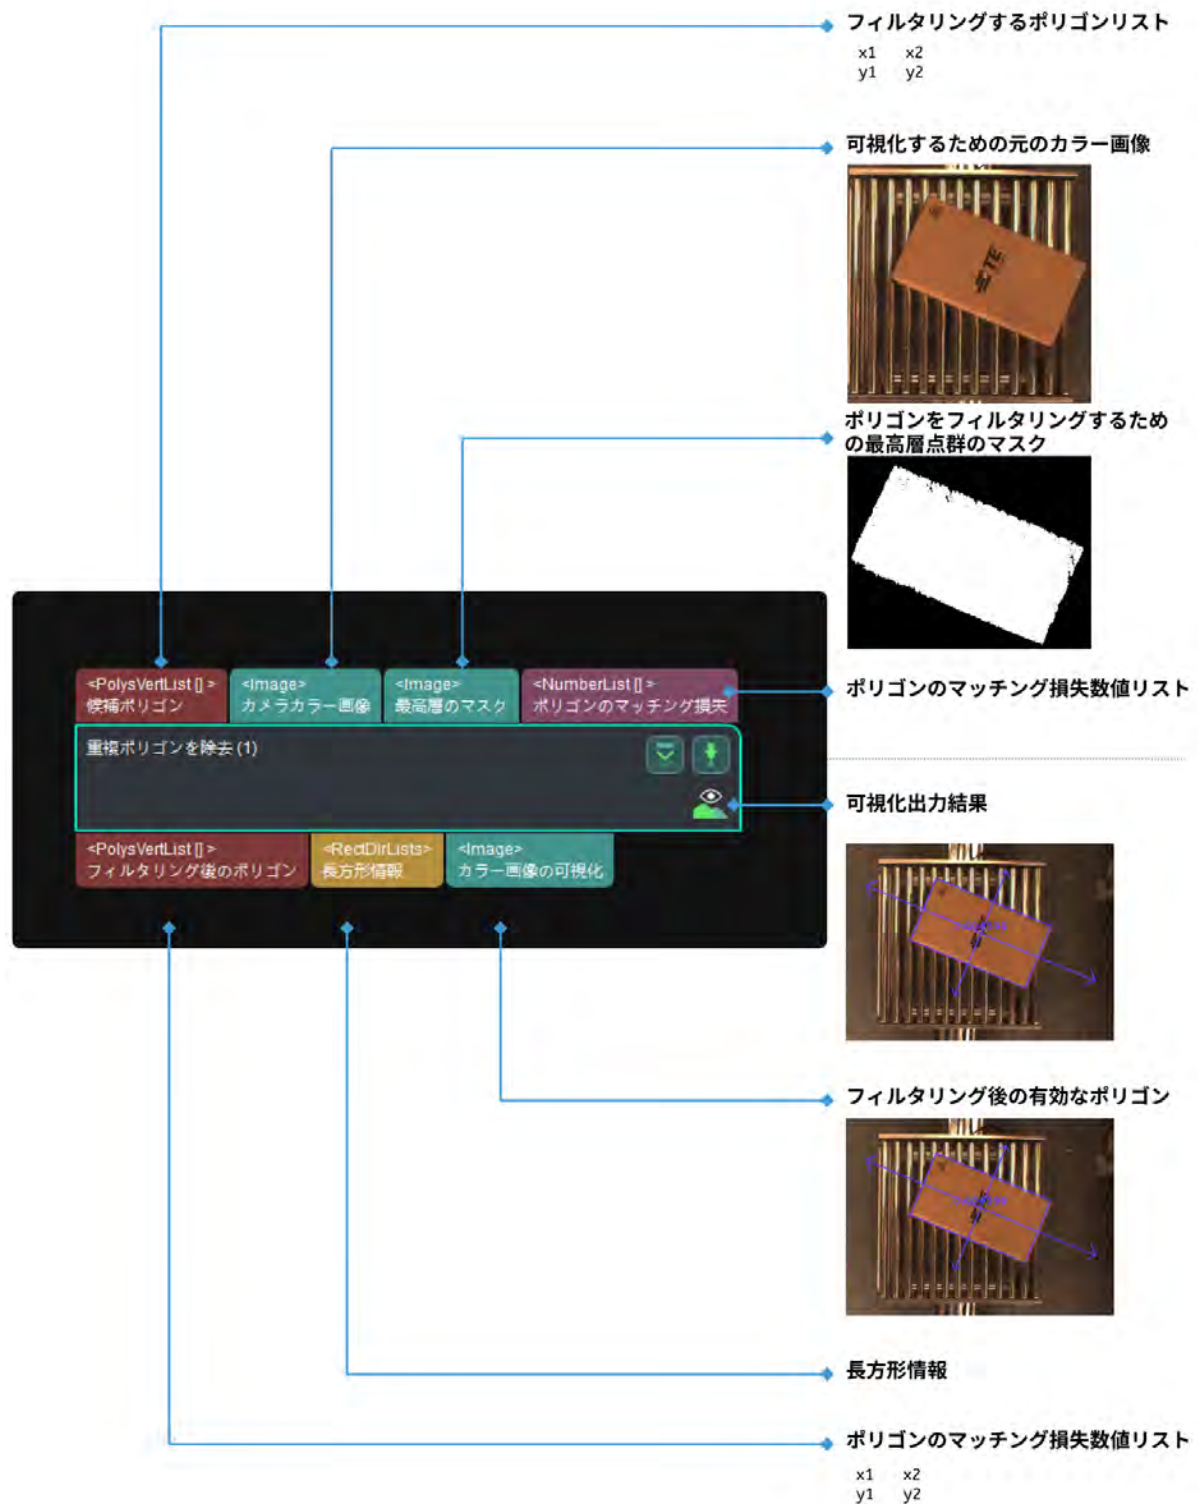 フィルタリングするポリゴンリスト
x1 x2
y1 y2
可視化するための元のカラー画像
ポリゴンをフィルタリングするため
の最高層点群のマスク
<PolysVertList [] >
候補ポリゴン
<Image>
カメラカラー画像
<Image>
最高層のマスク
<NumberList [] >
ポリゴンのマッチング損失
ポリゴンのマッチング損失数値リスト
重複ポリゴンを除去 (1)
可視化出力結果
<PolysVertList [] >
フィルタリング後のポリゴン
<RectDirLists>
長方形情報
<Image>
カラー画像の可視化
フィルタリング後の有効なポリゴン
長方形情報
ポリゴンのマッチング損失数値リスト
x1 x2
y1 y2